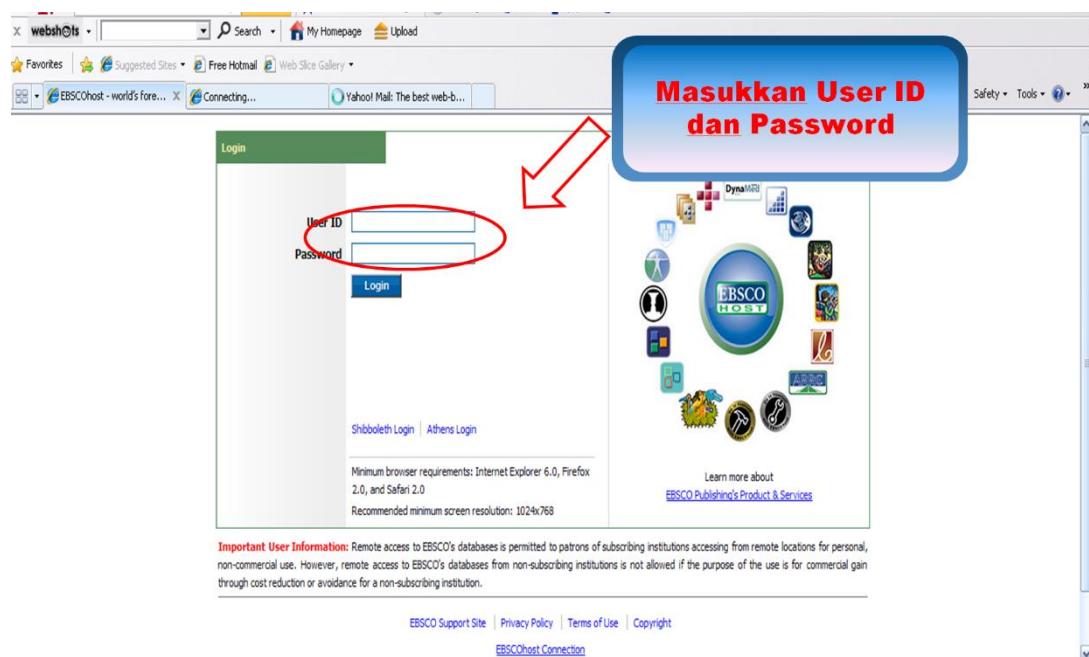 X websh●ts Search My Homepage Upload
Favorites Suggested Sites Free Hotmail Web Slice Gallery
EBSCOhost - world's fore... X Connecting... Yahoo! Mail: The best web-b... Safety Tools
Masukkan User ID
dan Password
Login
User ID
Password
Login
DynaMed
EBSCO
HOST
Shibboleth Login | Athens Login
Minimum browser requirements: Internet Explorer 6.0, Firefox
2.0, and Safari 2.0
Recommended minimum screen resolution: 1024x768
Learn more about
EBSCO Publishing's Product & Services
Important User Information: Remote access to EBSCO's databases is permitted to patrons of subscribing institutions accessing from remote locations for personal,
non-commercial use. However, remote access to EBSCO's databases from non-subscribing institutions is not allowed if the purpose of the use is for commercial gain
through cost reduction or avoidance for a non-subscribing institution.
EBSCO Support Site | Privacy Policy | Terms of Use | Copyright
EBSCOhost Connection